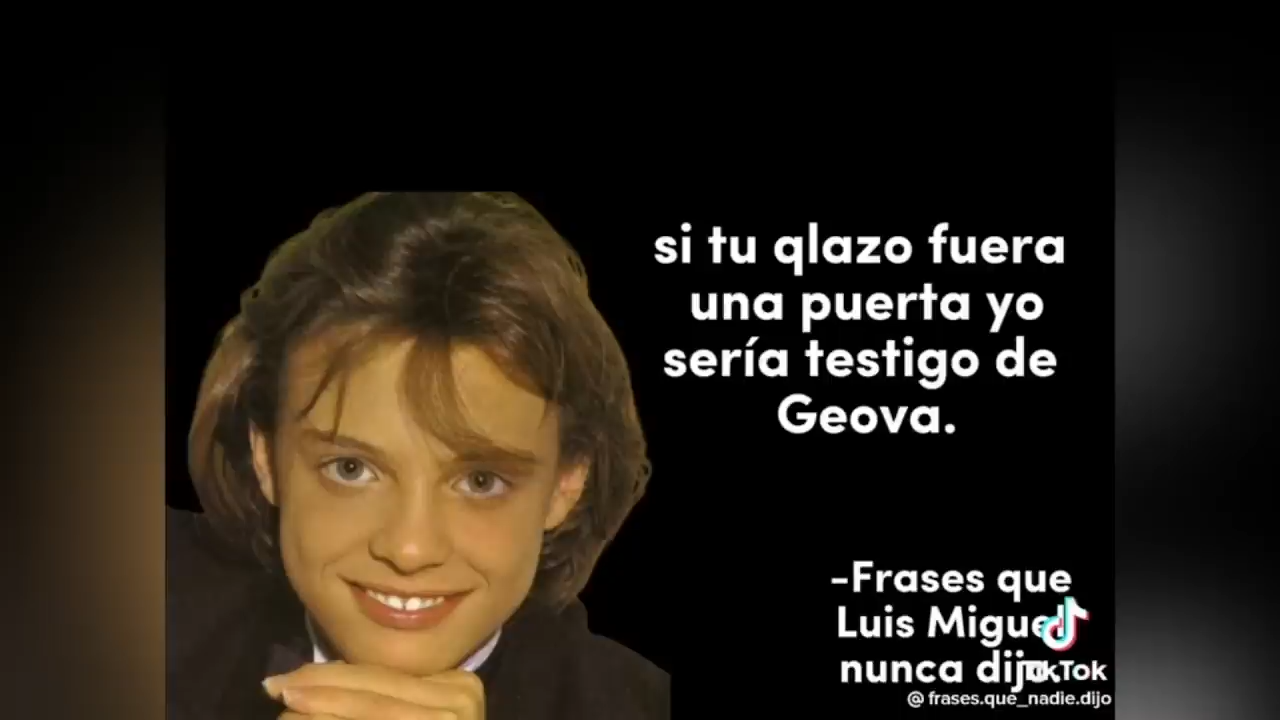 si tu qlazo fuera
una puerta yo
sería testigo de
Geova.
-Frases que
Luis Miguel
nunca dijo.
TikTok
@frases.que_nadie.dijo